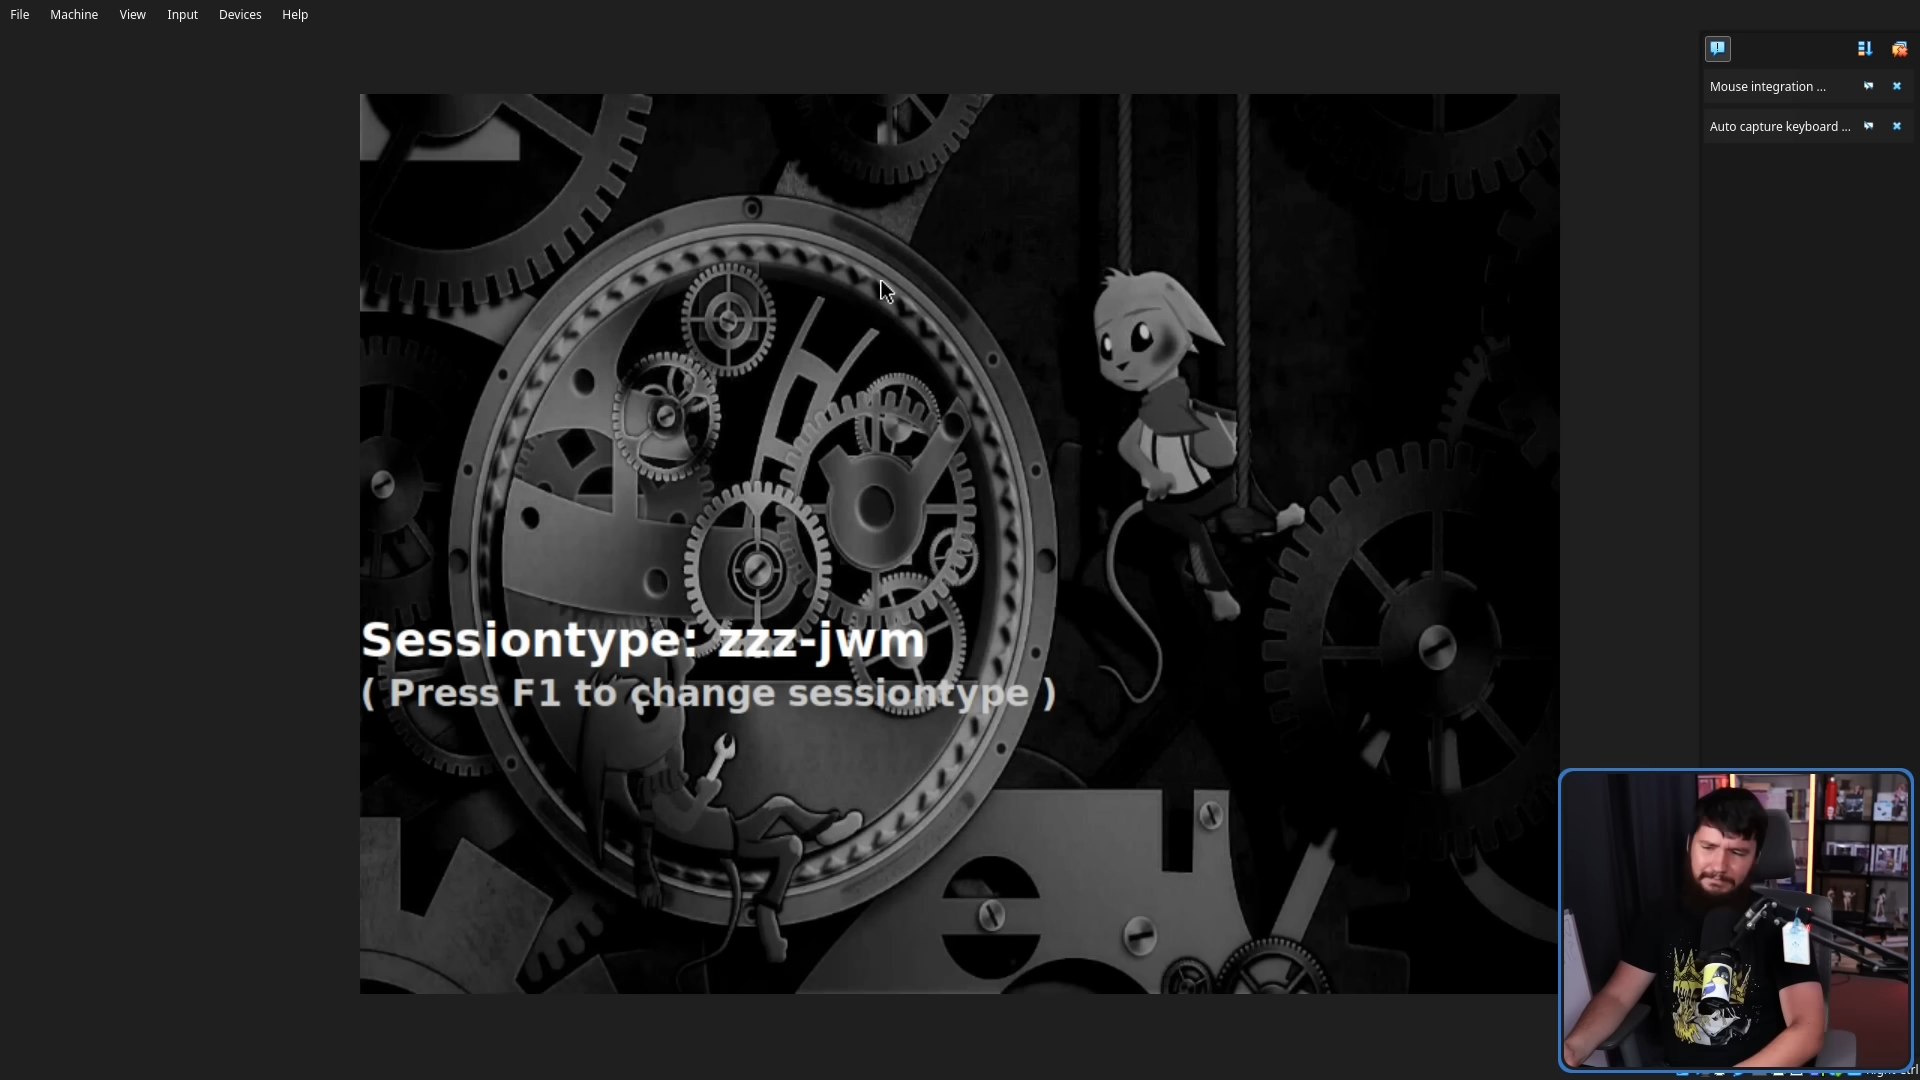 File Machine View Input Devices Help
Mouse integration ...
Auto capture keyboard ...
Sessiontype: zzz-jwm
( Press F1 to change sessiontype )